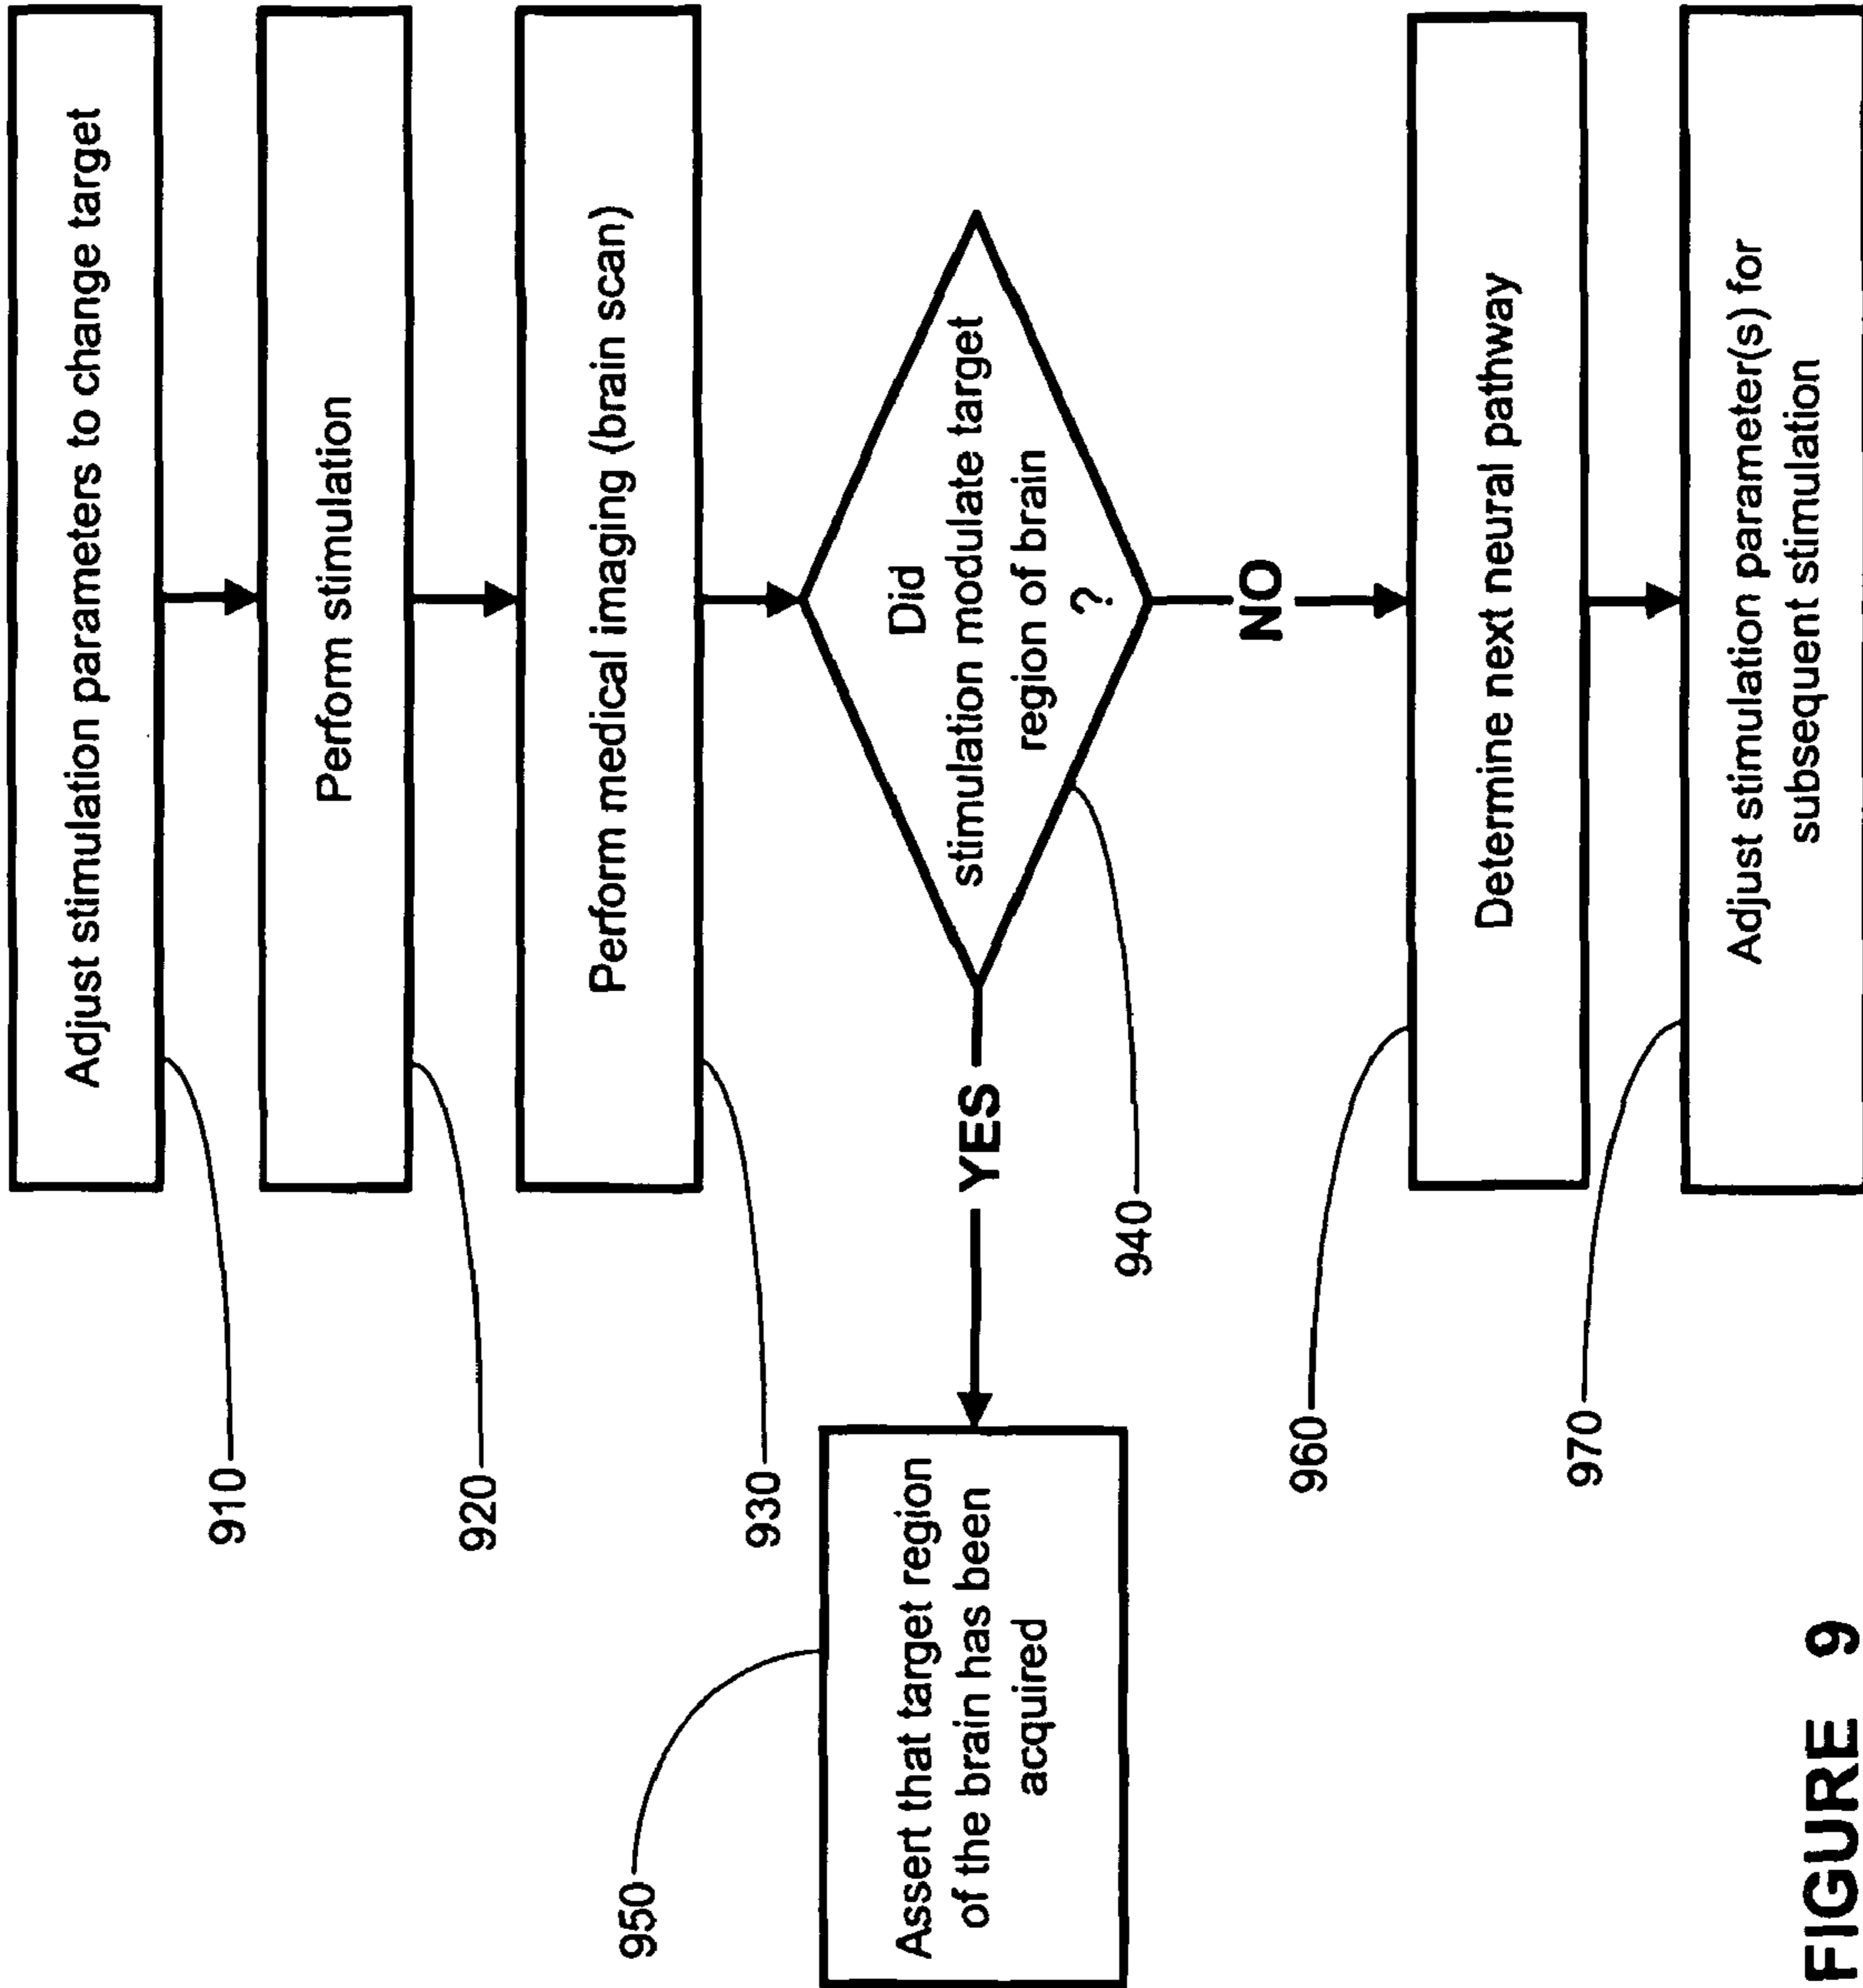 Adjust stimulation parameters to change target
910
Perform stimulation
920
Perform medical imaging (brain scan)
930
Did
stimulation modulate target
region of brain
?
940
YES
Assert that target region
of the brain has been
acquired
950
NO
Determine next neural pathway
960
Adjust stimulation parameter(s) for
subsequent stimulation
970
FIGURE 9